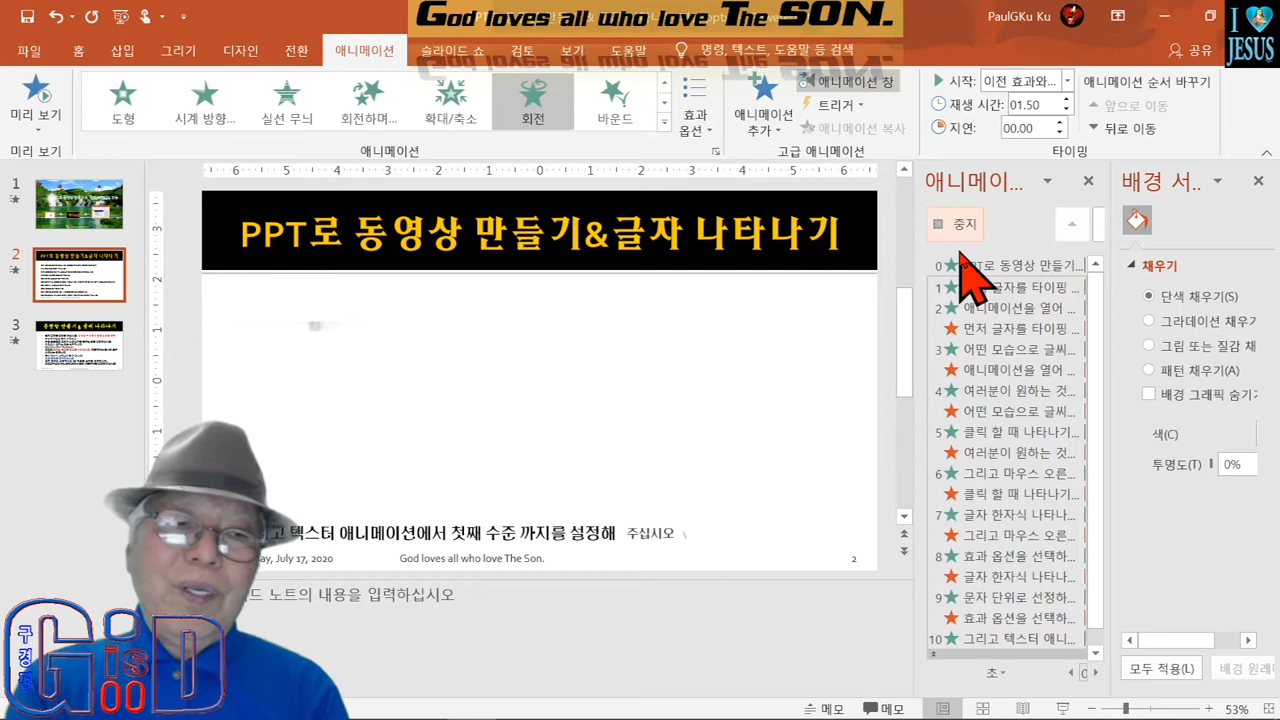 God loves all who love The SON.
PaulGKu Ku
I ♥ JESUS
파일 홈 삽입 그리기 디자인 전환 애니메이션 슬라이드 쇼 검토 보기 도움말 명령, 텍스트, 도움말 등 검색 공유
미리 보기
도형 시계 방향... 실선 무늬 회전하며... 확대/축소 회전 바운드
효과 옵션
애니메이션 추가
애니메이션 창
트리거
애니메이션 복사
시작: 이전 효과와...
재생 시간: 01.50
지연: 00.00
애니메이션 순서 바꾸기
앞으로 이동
뒤로 이동
미리 보기 애니메이션 고급 애니메이션 타이밍
6 5 4 3 2 1 0 1 2 3 4 5 6
1
2
3
PPT로 동영상 만들기&글자 나타나기
텍스터 애니메이션에서 첫째 수준 까지를 설정해 주십시오
July 17, 2020 God loves all who love The Son. 2
노트의 내용을 입력하십시오
애니메이...
중지
동영상 만들기...
글자를 타이핑 ...
2 애니메이션을 열어 ...
먼저 글자를 타이핑 ...
어떤 모습으로 글씨...
애니메이션을 열어 ...
4 여러분이 원하는 것...
어떤 모습으로 글씨...
5 클릭 할 때 나타나기...
여러분이 원하는 것...
6 그리고 마우스 오른...
클릭 할 때 나타나기...
7 글자 한자식 나타나...
그리고 마우스 오른...
8 효과 옵션을 선택하...
글자 한자식 나타나...
9 문자 단위로 선정하...
효과 옵션을 선택하...
10 그리고 텍스터 애니...
초
배경 서...
채우기
단색 채우기(S)
그라데이션 채우기
그림 또는 질감 채
패턴 채우기(A)
배경 그래픽 숨기기
색(C)
투명도(T) 0%
모두 적용(L) 배경 원래
메모 메모 53%
God is GOOD